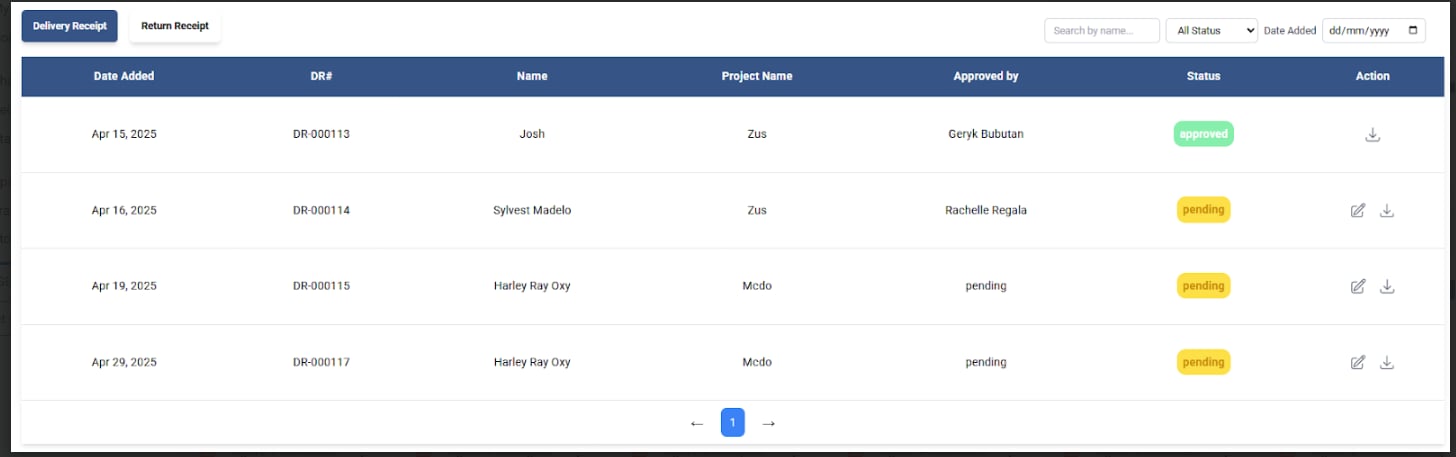 Delivery Receipt Return Receipt Search by name... All Status Date Added dd/mm/yyyy
Date Added DR# Name Project Name Approved by Status Action
Apr 15, 2025 DR-000113 Josh Zus Geryk Bubutan approved
Apr 16, 2025 DR-000114 Sylvest Madelo Zus Rachelle Regala pending
Apr 19, 2025 DR-000115 Harley Ray Oxy Mcdo pending pending
Apr 29, 2025 DR-000117 Harley Ray Oxy Mcdo pending pending
← 1 →